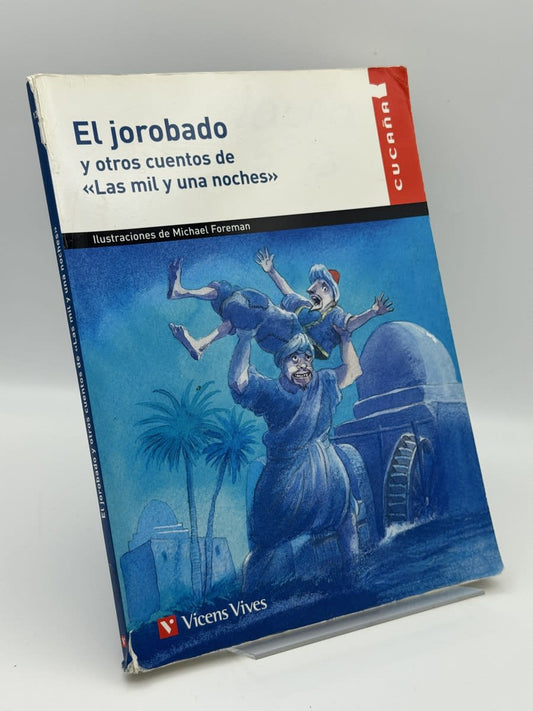 El jorobado
y otros cuentos de
«Las mil y una noches»
CUCAÑA
Ilustraciones de Michael Foreman
El jorobado y otros cuentos de «Las mil y una noches»
V Vicens Vives